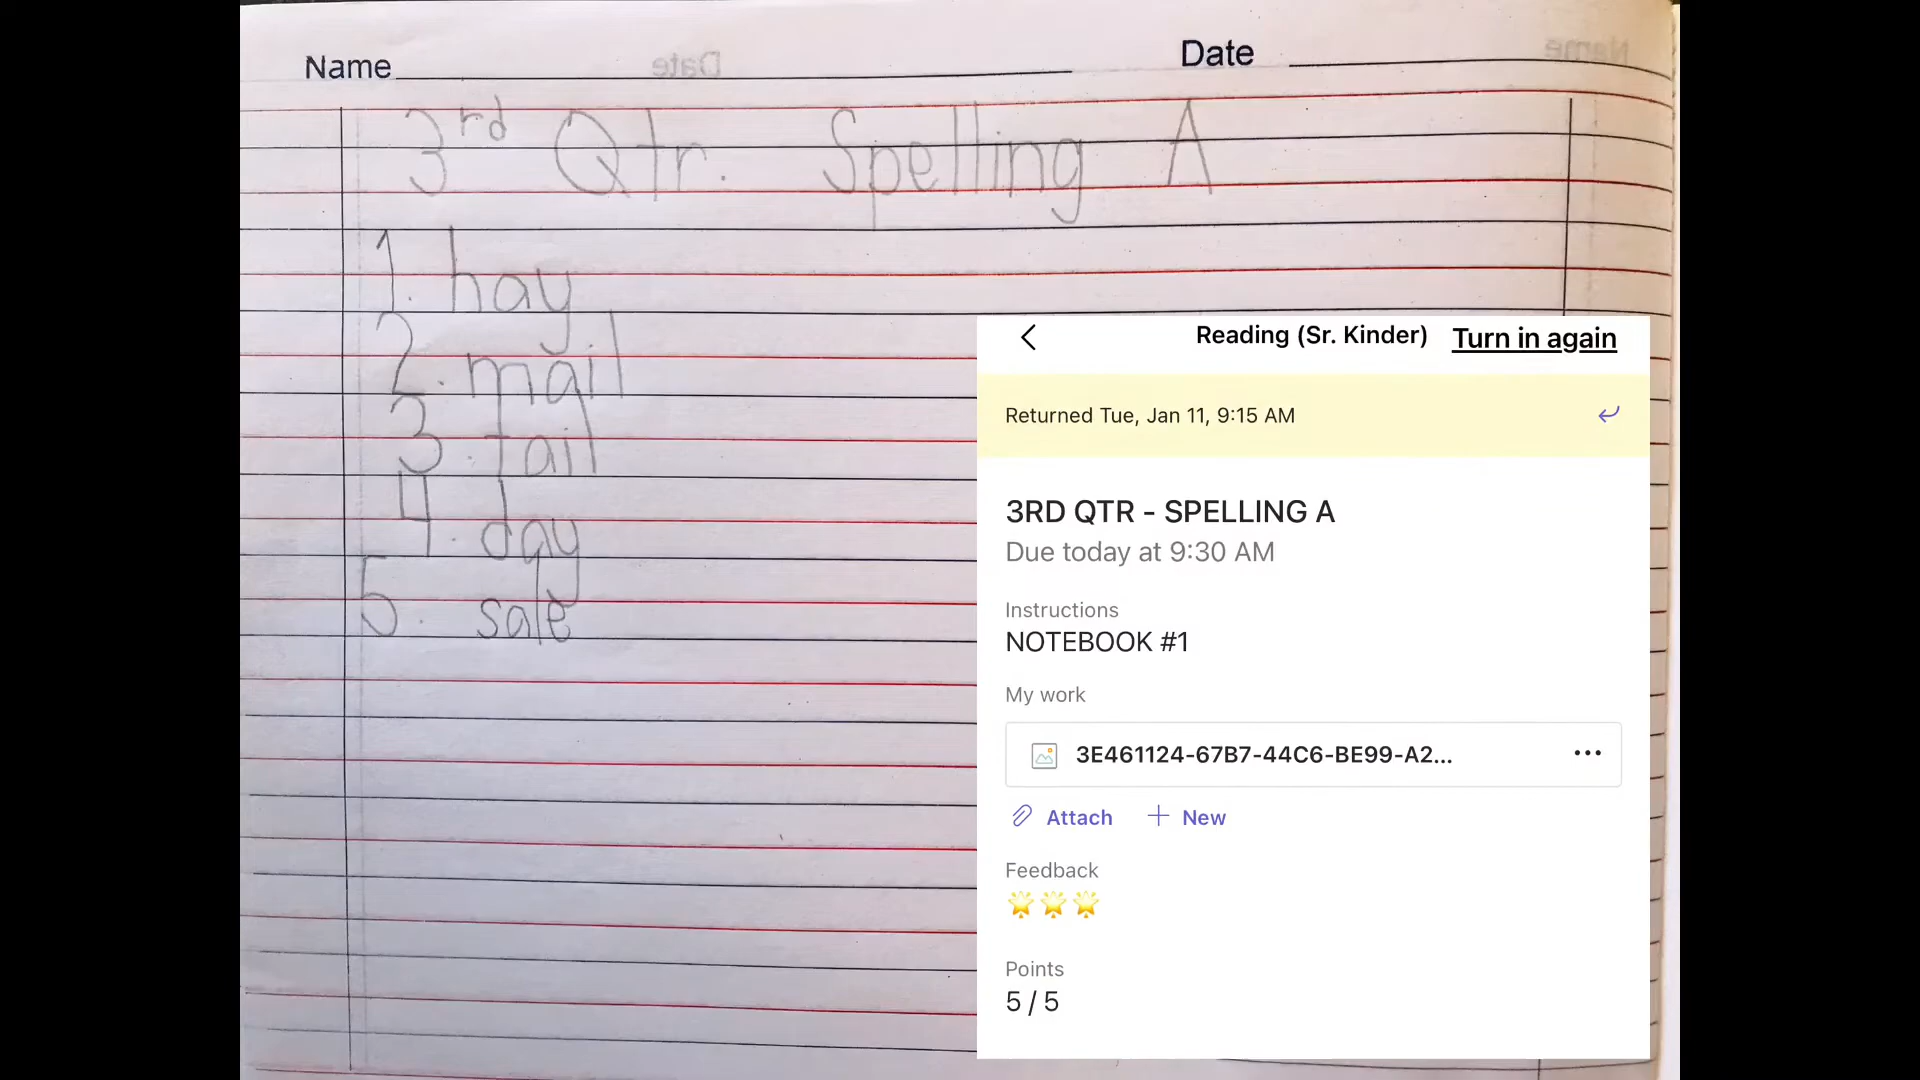 Name Date
3rd Qtr. Spelling A
1. hay
2. mail
3. tail
4. day
5. sale
Reading (Sr. Kinder) Turn in again
Returned Tue, Jan 11, 9:15 AM
3RD QTR - SPELLING A
Due today at 9:30 AM
Instructions
NOTEBOOK #1
My work
3E461124-67B7-44C6-BE99-A2...
Attach + New
Feedback
🌟🌟🌟
Points
5 / 5